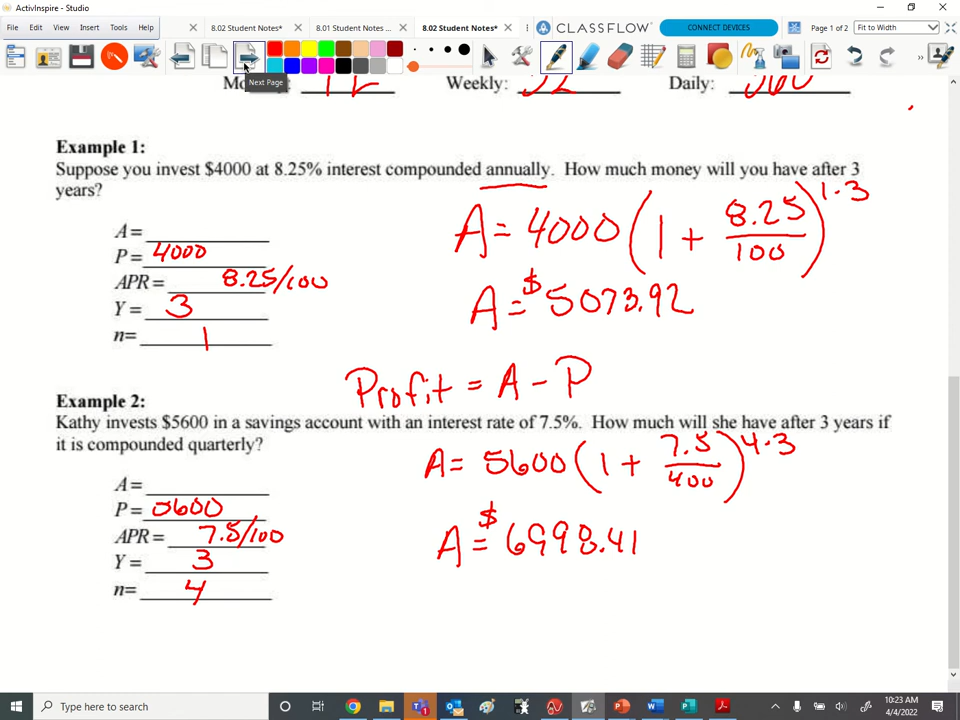 ActivInspire - Studio
8.02 Student Notes* × 8.01 Student Notes × 8.02 Student Notes* × CLASSFLOW CONNECT DEVICES Page 1 of 2 Fit Width
File Edit View Insert Tools Help
Next Page
Weekly: 52 Daily: 360
Example 1:
Suppose you invest $4000 at 8.25% interest compounded annually. How much money will you have after 3
years?
A=
P= 4000
APR= 8.25/100
Y= 3
n= 1
A = 4000 (1 + 8.25/100)^1·3
A = $5073.92
Profit = A - P
Example 2:
Kathy invests $5600 in a savings account with an interest rate of 7.5%. How much will she have after 3 years if
it is compounded quarterly?
A=
P= 5600
APR= 7.5/100
Y= 3
n= 4
A = 5600 (1 + 7.5/400)^4·3
A = $6998.41
Type here to search
10:23 AM
4/4/2022